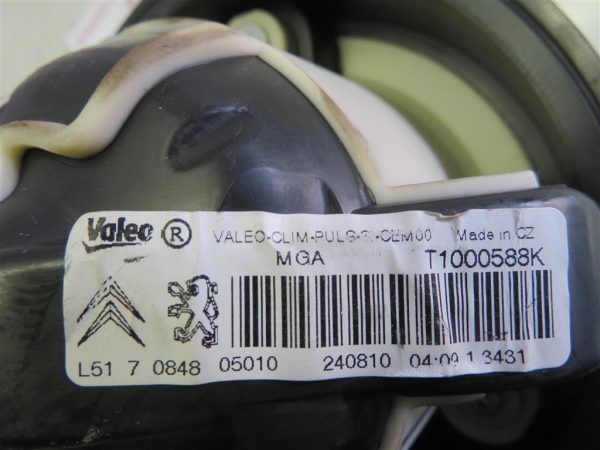 Valeo ® VALEO-CLIM-PULS- Made in CZ
MGA T1000588K
L51 7 0848 05010 240810 04:09 1 3431